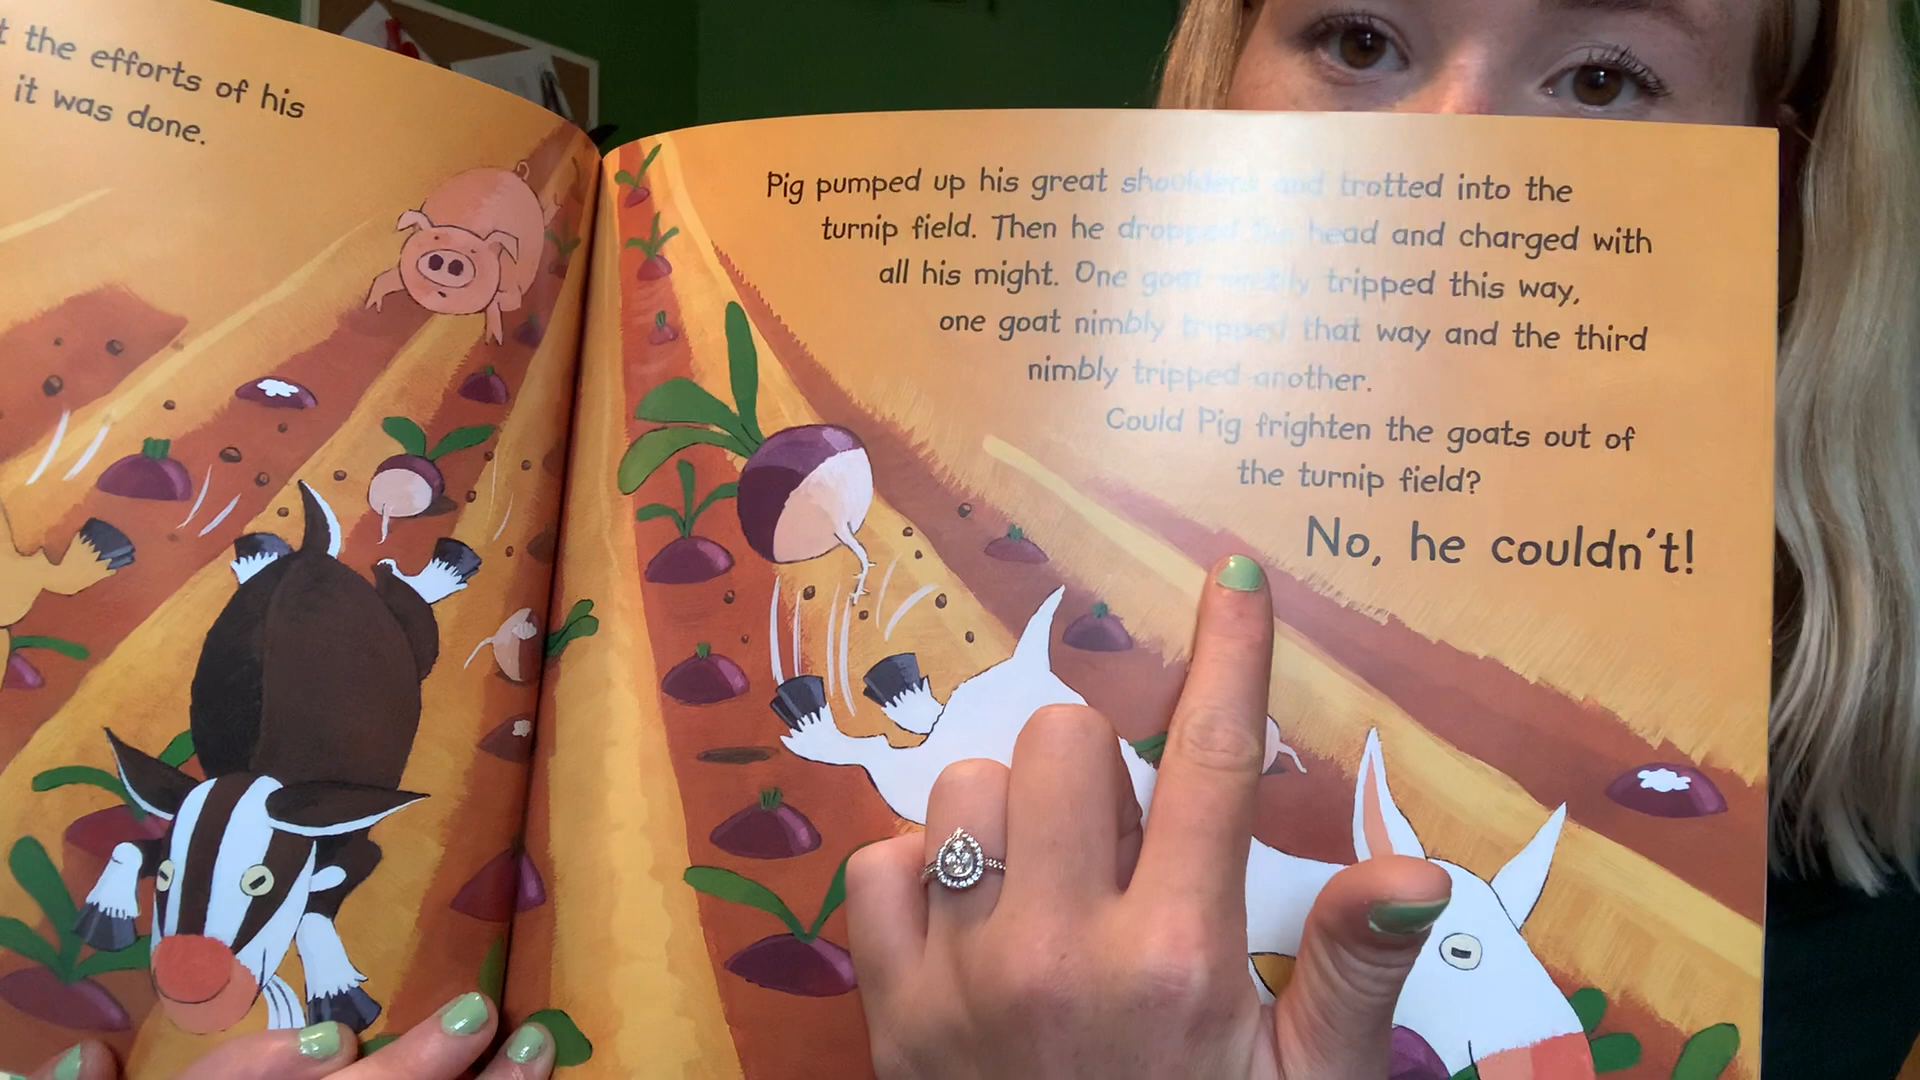 the efforts of his
it was done.
Pig pumped up his great shoulders and trotted into the
turnip field. Then he dropped his head and charged with
all his might. One goat nimbly tripped this way,
one goat nimbly tripped that way and the third
nimbly tripped another.
Could Pig frighten the goats out of
the turnip field?
No, he couldn't!